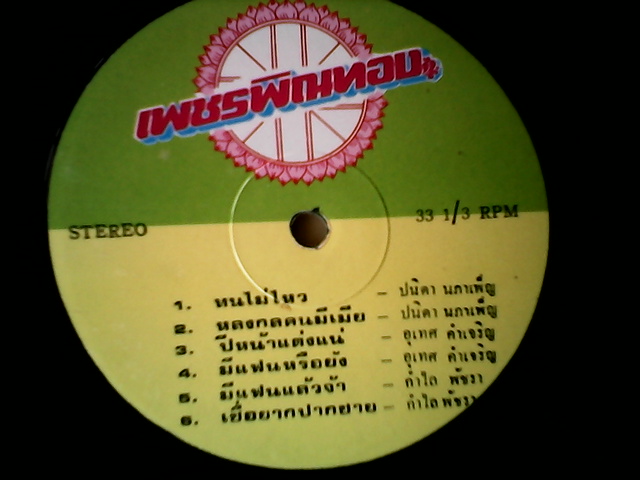 เพชรพิณทอง
STEREO
33 1/3 RPM
1. ทนไม่ไหว – ปนิดา นภาเพ็ญ
2. หลงกลคนมีเมีย – ปนิดา นภาเพ็ญ
3. ปีหน้าแต่งแน่ – อุเทศ คำเจริญ
4. มีแฟนหรือยัง – อุเทศ คำเจริญ
5. มีแฟนแล้วจ้า – กำไล พัชรา
6. เบื่อยากปากชาย – กำไล พัชรา